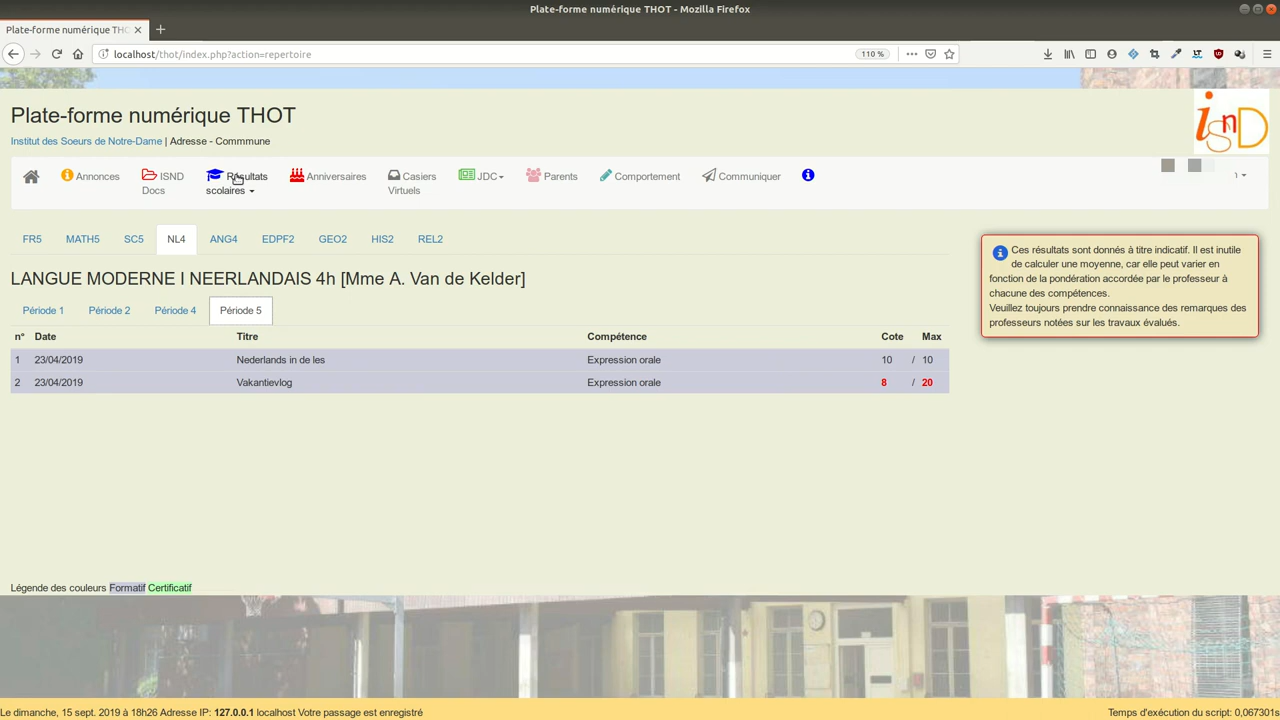 Plate-forme numérique THOT - Mozilla Firefox
Plate-forme numérique THO
localhost/thot/index.php?action=repertoire
110 %
Plate-forme numérique THOT
isnD
Institut des Soeurs de Notre-Dame | Adresse - Commmune
Annonces
ISND Docs
Résultats scolaires
Anniversaires
Casiers Virtuels
JDC
Parents
Comportement
Communiquer
FR5 MATH5 SC5 NL4 ANG4 EDPF2 GEO2 HIS2 REL2
LANGUE MODERNE I NEERLANDAIS 4h [Mme A. Van de Kelder]
Période 1 Période 2 Période 4 Période 5
n° Date Titre Compétence Cote Max
1 23/04/2019 Nederlands in de les Expression orale 10 / 10
2 23/04/2019 Vakantievlog Expression orale 8 / 20
Ces résultats sont donnés à titre indicatif. Il est inutile
de calculer une moyenne, car elle peut varier en
fonction de la pondération accordée par le professeur à
chacune des compétences.
Veuillez toujours prendre connaissance des remarques des
professeurs notées sur les travaux évalués.
Légende des couleurs Formatif Certificatif
Le dimanche, 15 sept. 2019 à 18h26 Adresse IP: 127.0.0.1 localhost Votre passage est enregistré
Temps d'exécution du script: 0,067301s